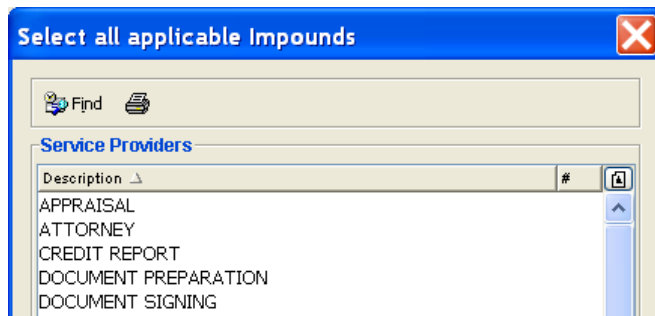 Select all applicable Impounds
Find
Service Providers
Description #
APPRAISAL
ATTORNEY
CREDIT REPORT
DOCUMENT PREPARATION
DOCUMENT SIGNING